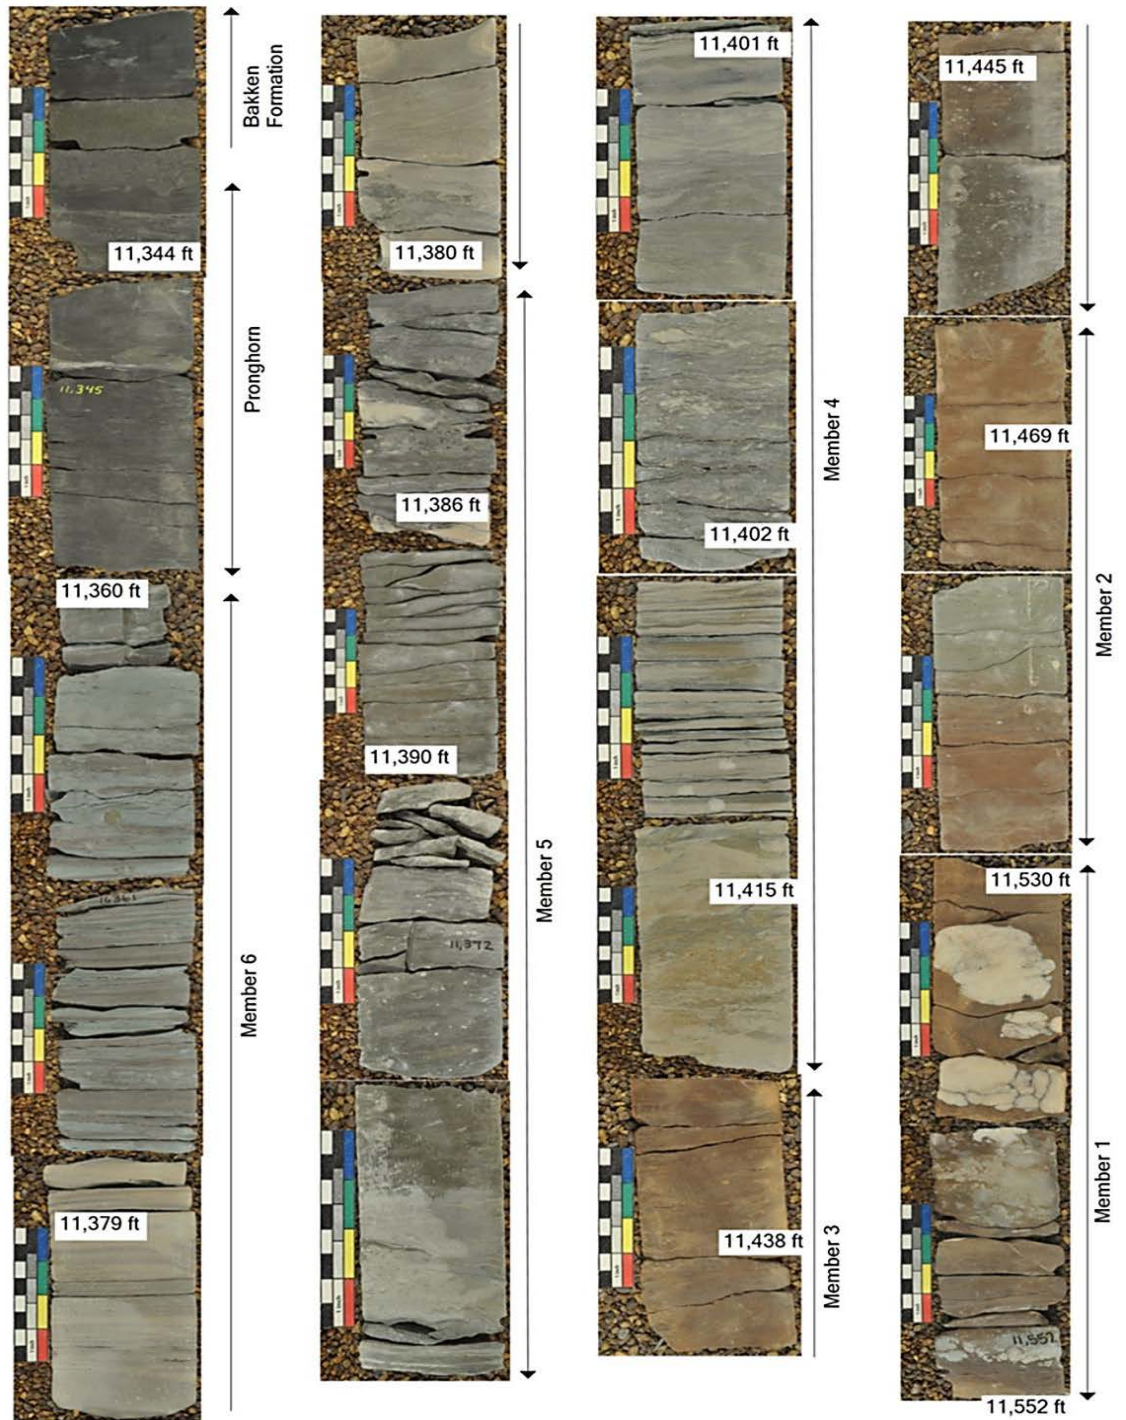 Bakken
Formation
11,344 ft
11,345
Pronghorn
11,360 ft
Member 6
11,379 ft
11,380 ft
11,386 ft
11,390 ft
Member 5
11,401 ft
11,402 ft
Member 4
11,415 ft
11,438 ft
Member 3
11,445 ft
11,469 ft
Member 2
11,530 ft
Member 1
11,552 ft